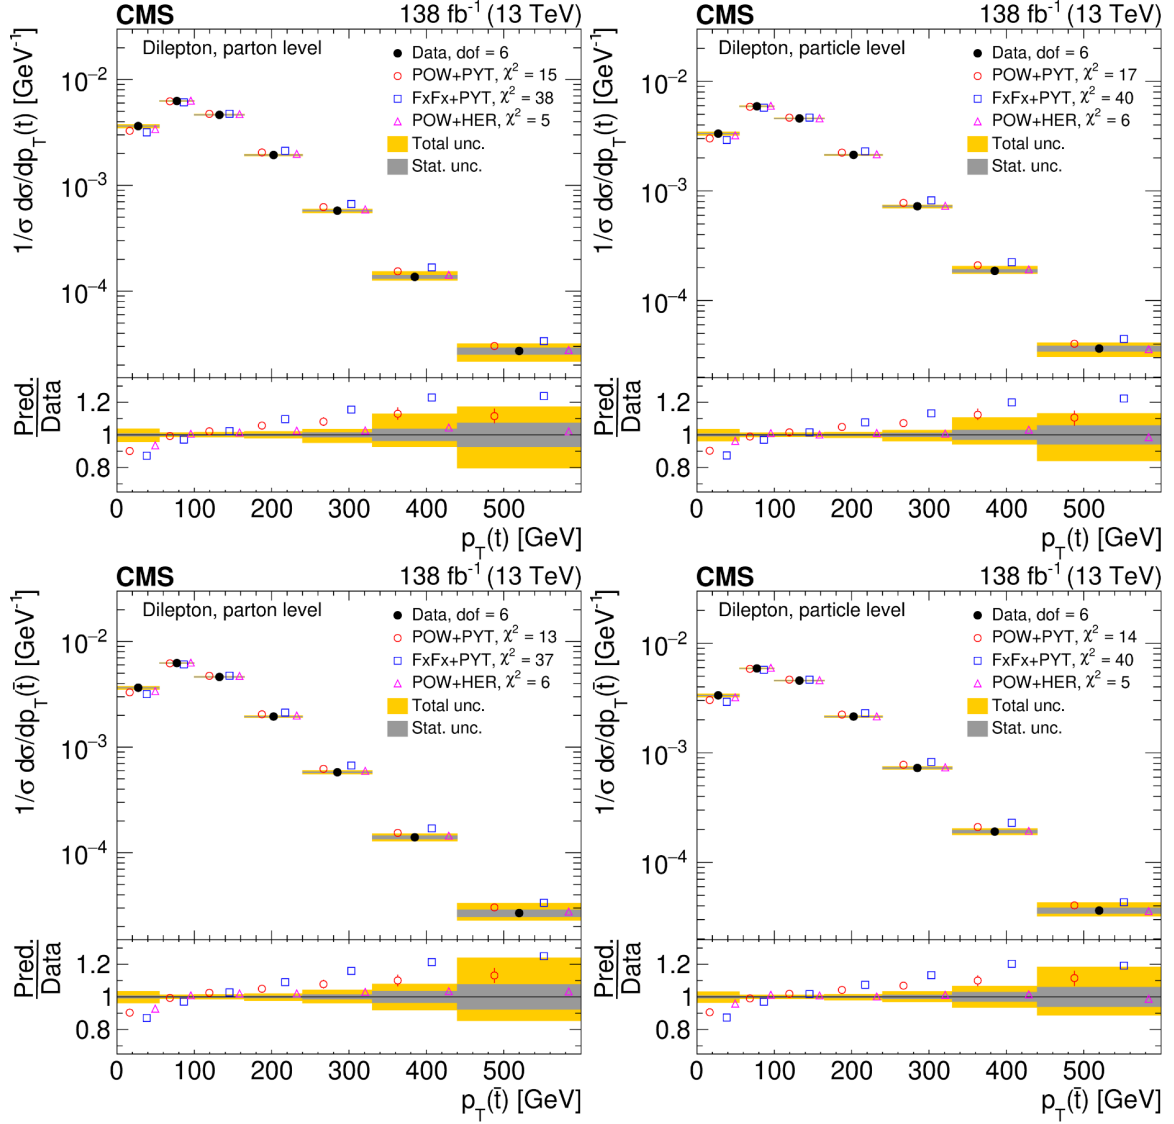 CMS 138 fb⁻¹ (13 TeV)
Dilepton, parton level
Data, dof = 6
POW+PYT, χ² = 15
FxFx+PYT, χ² = 38
POW+HER, χ² = 5
Total unc.
Stat. unc.
1/σ dσ/dp_T(t) [GeV⁻¹]
10⁻²
10⁻³
10⁻⁴
Pred.
Data
1.2
1
0.8
0 100 200 300 400 500
p_T(t) [GeV]
CMS 138 fb⁻¹ (13 TeV)
Dilepton, particle level
Data, dof = 6
POW+PYT, χ² = 17
FxFx+PYT, χ² = 40
POW+HER, χ² = 6
Total unc.
Stat. unc.
1/σ dσ/dp_T(t) [GeV⁻¹]
10⁻²
10⁻³
10⁻⁴
Pred.
Data
1.2
1
0.8
0 100 200 300 400 500
p_T(t) [GeV]
CMS 138 fb⁻¹ (13 TeV)
Dilepton, parton level
Data, dof = 6
POW+PYT, χ² = 13
FxFx+PYT, χ² = 37
POW+HER, χ² = 6
Total unc.
Stat. unc.
1/σ dσ/dp_T(t̄) [GeV⁻¹]
10⁻²
10⁻³
10⁻⁴
Pred.
Data
1.2
1
0.8
0 100 200 300 400 500
p_T(t̄) [GeV]
CMS 138 fb⁻¹ (13 TeV)
Dilepton, particle level
Data, dof = 6
POW+PYT, χ² = 14
FxFx+PYT, χ² = 40
POW+HER, χ² = 5
Total unc.
Stat. unc.
1/σ dσ/dp_T(t̄) [GeV⁻¹]
10⁻²
10⁻³
10⁻⁴
Pred.
Data
1.2
1
0.8
0 100 200 300 400 500
p_T(t̄) [GeV]